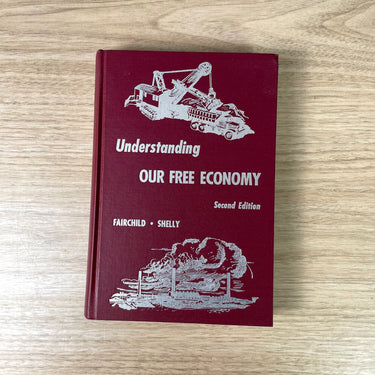 Understanding
OUR FREE ECONOMY
Second Edition
FAIRCHILD • SHELLY